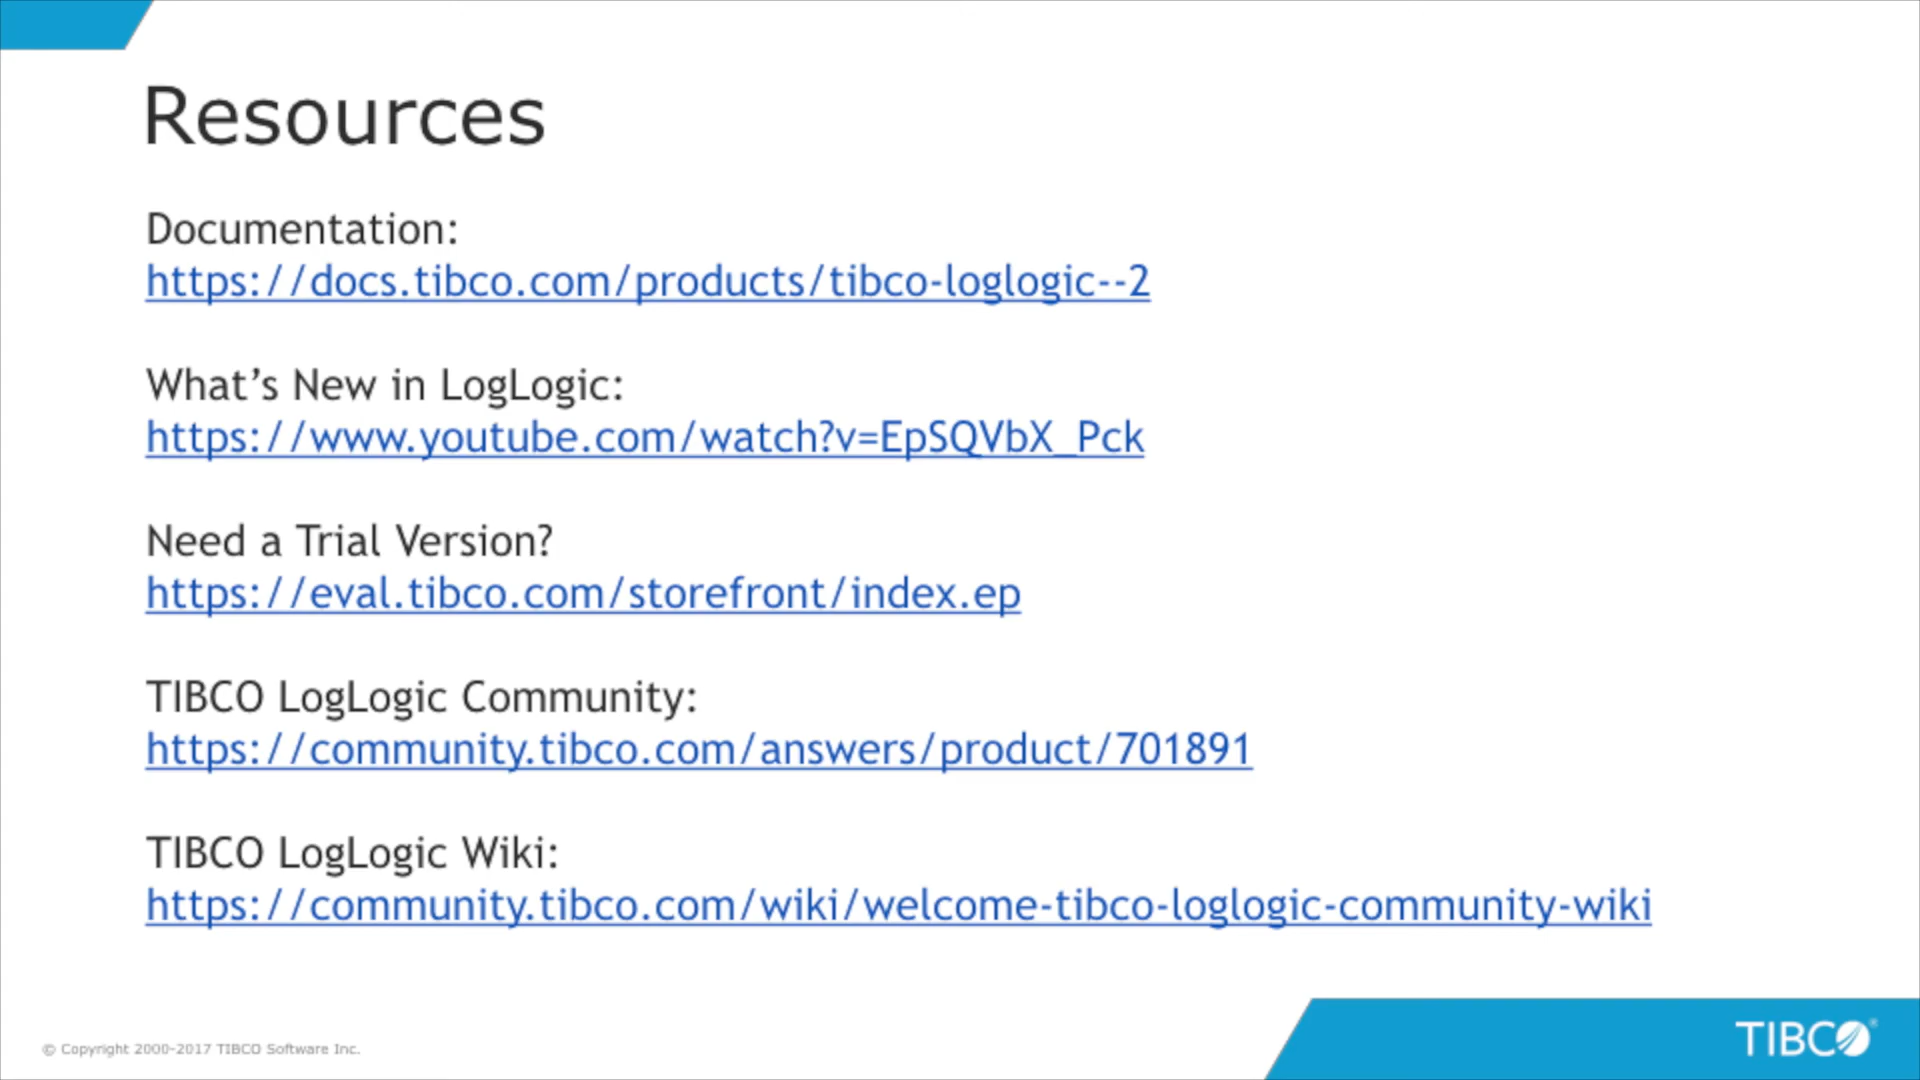 Resources
Documentation:
https://docs.tibco.com/products/tibco-loglogic--2
What’s New in LogLogic:
https://www.youtube.com/watch?v=EpSQVbX_Pck
Need a Trial Version?
https://eval.tibco.com/storefront/index.ep
TIBCO LogLogic Community:
https://community.tibco.com/answers/product/701891
TIBCO LogLogic Wiki:
https://community.tibco.com/wiki/welcome-tibco-loglogic-community-wiki
© Copyright 2000-2017 TIBCO Software Inc.
TIBCO®